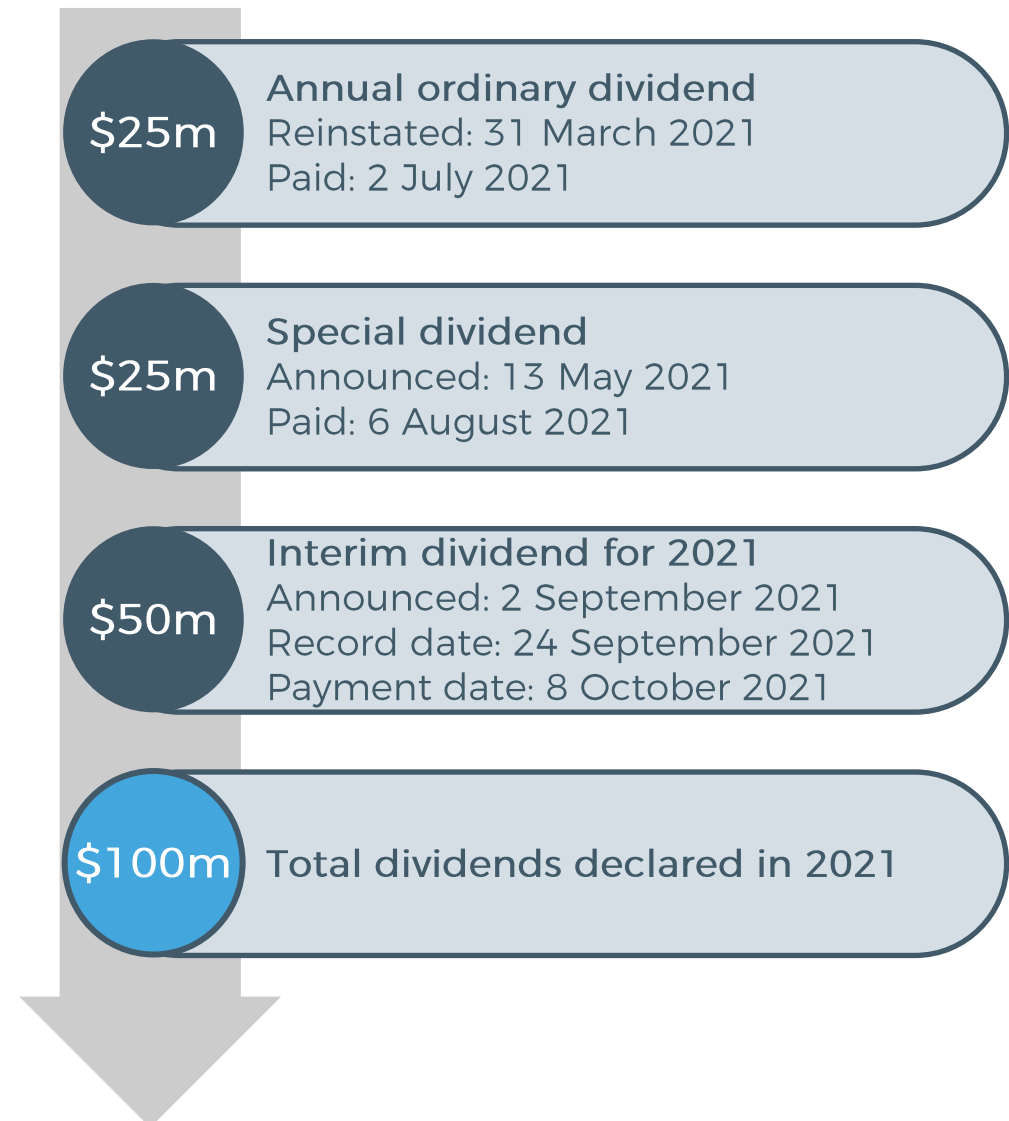 $25m
Annual ordinary dividend
Reinstated: 31 March 2021
Paid: 2 July 2021
$25m
Special dividend
Announced: 13 May 2021
Paid: 6 August 2021
$50m
Interim dividend for 2021
Announced: 2 September 2021
Record date: 24 September 2021
Payment date: 8 October 2021
$100m
Total dividends declared in 2021